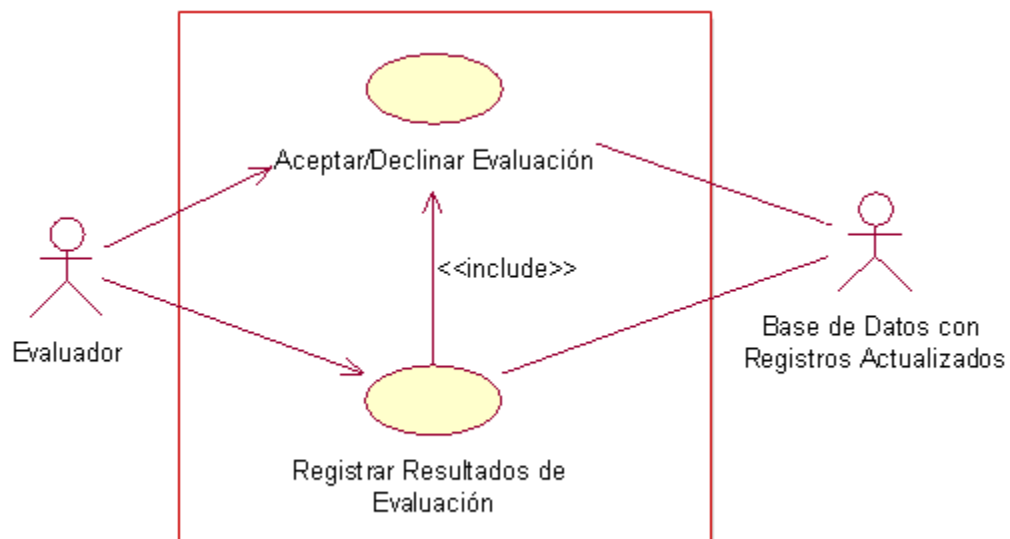 Aceptar/Declinar Evaluación
<<include>>
Evaluador
Base de Datos con
Registros Actualizados
Registrar Resultados de
Evaluación